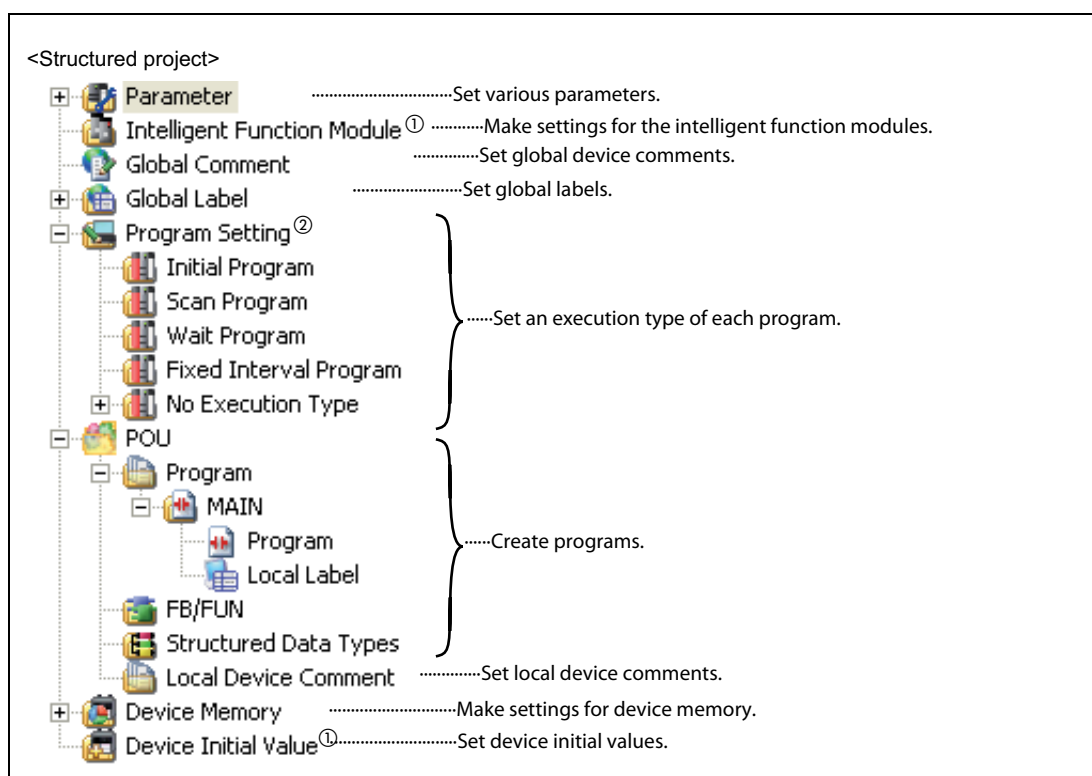 <Structured project>
Parameter Set various parameters.
Intelligent Function Module① Make settings for the intelligent function modules.
Global Comment Set global device comments.
Global Label Set global labels.
Program Setting②
Initial Program
Scan Program
Set an execution type of each program.
Wait Program
Fixed Interval Program
No Execution Type
POU
Program
MAIN
Program Create programs.
Local Label
FB/FUN
Structured Data Types
Local Device Comment Set local device comments.
Device Memory Make settings for device memory.
Device Initial Value① Set device initial values.